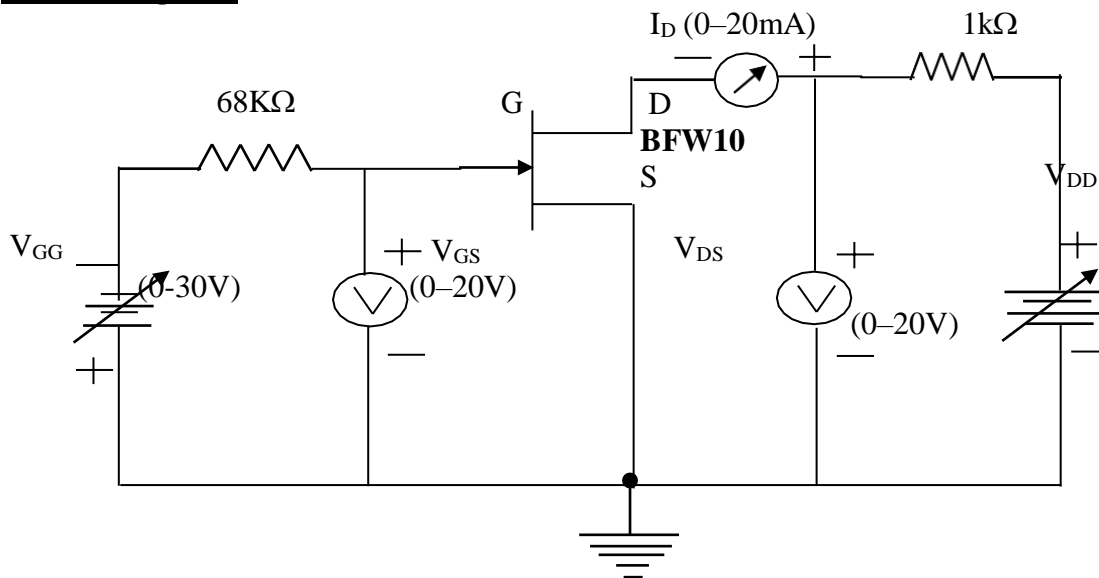 I_D (0–20mA)
1kΩ
68KΩ
G
D
BFW10
S
V_DD
V_GG
V_GS
V_DS
(0-30V)
(0–20V)
(0–20V)